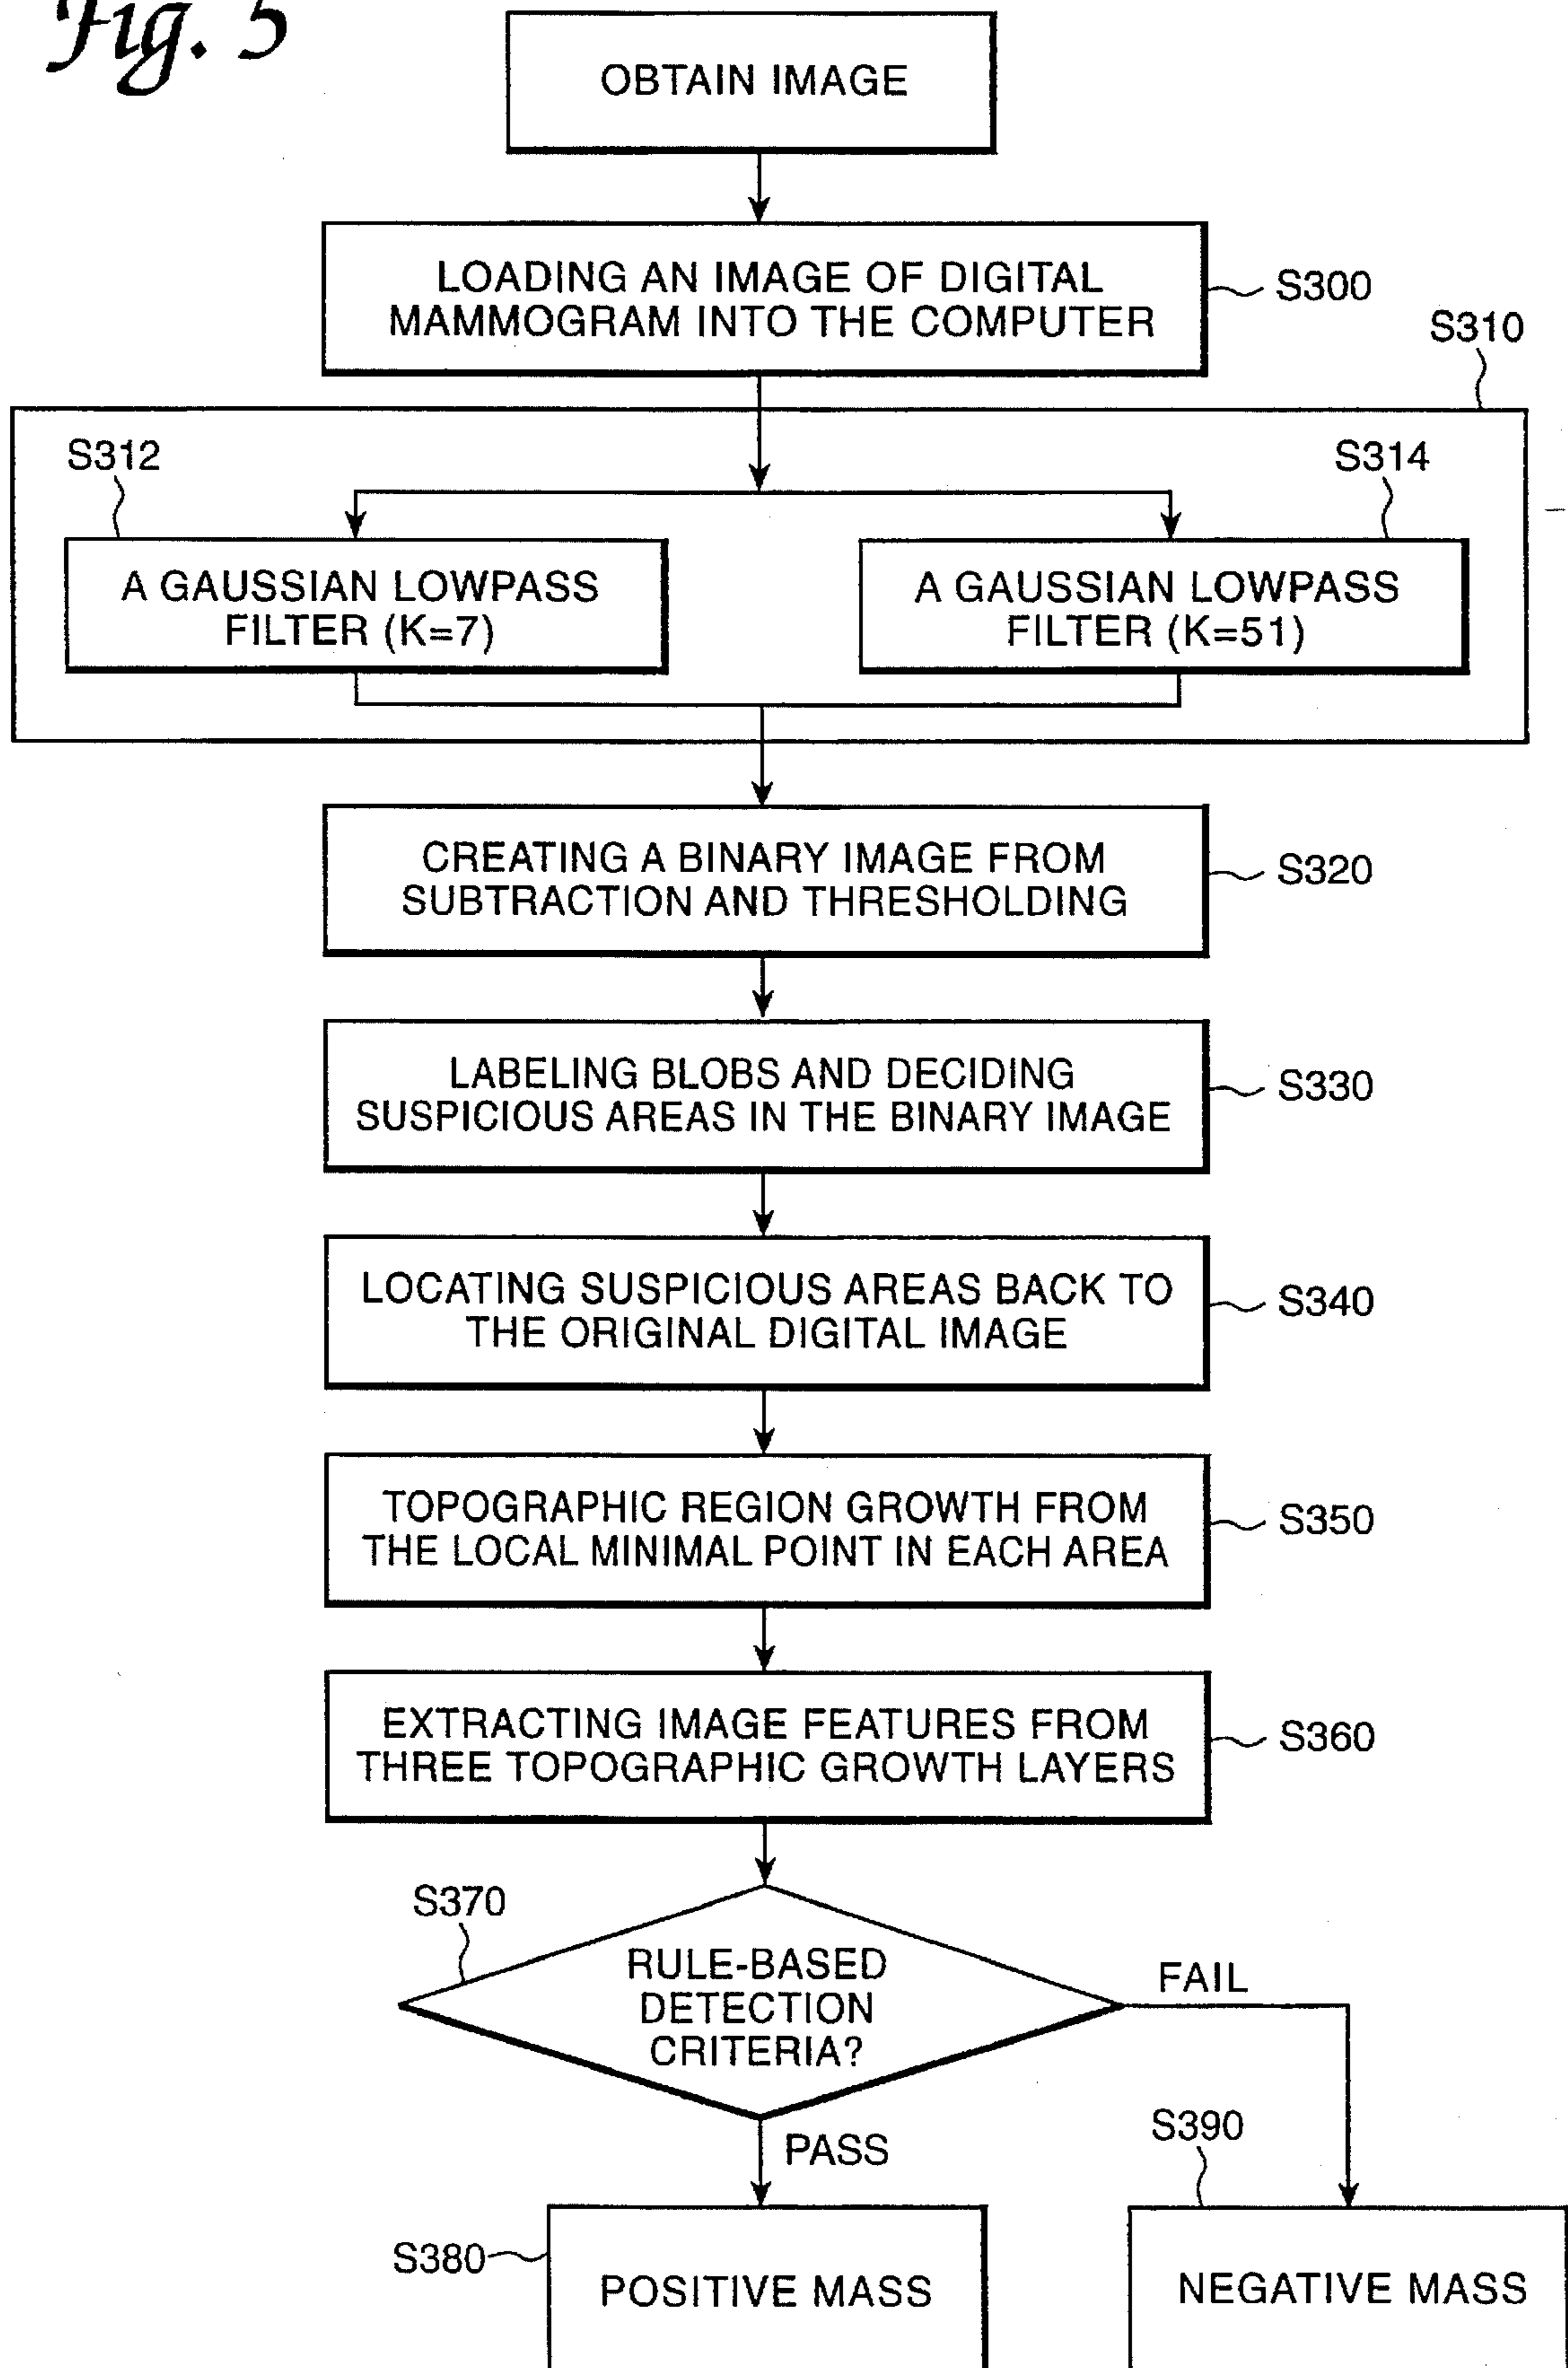 Fig. 5
OBTAIN IMAGE
LOADING AN IMAGE OF DIGITAL
MAMMOGRAM INTO THE COMPUTER
S300
S310
S312
S314
A GAUSSIAN LOWPASS
FILTER (K=7)
A GAUSSIAN LOWPASS
FILTER (K=51)
CREATING A BINARY IMAGE FROM
SUBTRACTION AND THRESHOLDING
S320
LABELING BLOBS AND DECIDING
SUSPICIOUS AREAS IN THE BINARY IMAGE
S330
LOCATING SUSPICIOUS AREAS BACK TO
THE ORIGINAL DIGITAL IMAGE
S340
TOPOGRAPHIC REGION GROWTH FROM
THE LOCAL MINIMAL POINT IN EACH AREA
S350
EXTRACTING IMAGE FEATURES FROM
THREE TOPOGRAPHIC GROWTH LAYERS
S360
S370
RULE-BASED
DETECTION
CRITERIA?
FAIL
PASS
S390
S380
POSITIVE MASS
NEGATIVE MASS